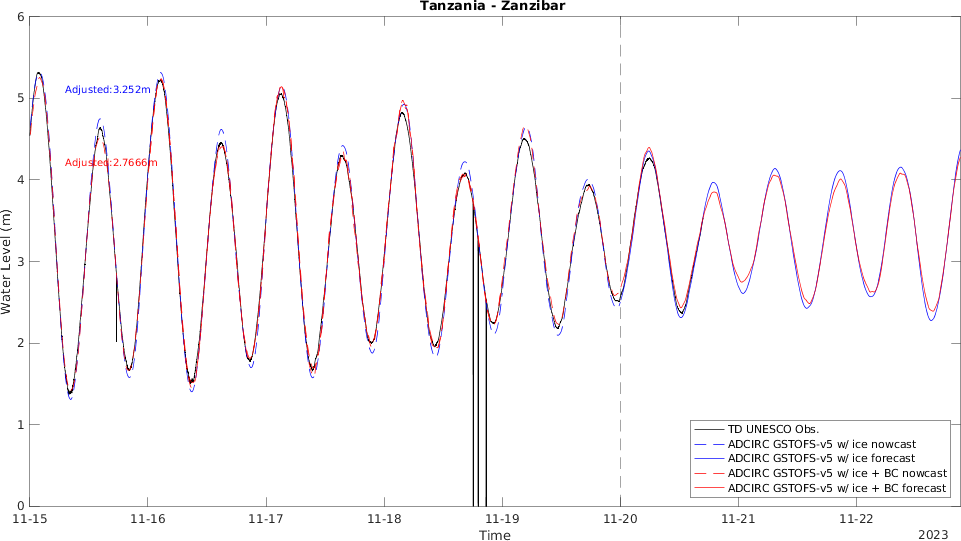 Tanzania - Zanzibar
6
5
4
3
2
1
0
Water Level (m)
Adjusted:3.252m
Adjusted:2.7666m
TD UNESCO Obs.
ADCIRC GSTOFS-v5 w/ ice nowcast
ADCIRC GSTOFS-v5 w/ ice forecast
ADCIRC GSTOFS-v5 w/ ice + BC nowcast
ADCIRC GSTOFS-v5 w/ ice + BC forecast
11-15 11-16 11-17 11-18 11-19 11-20 11-21 11-22
Time
2023